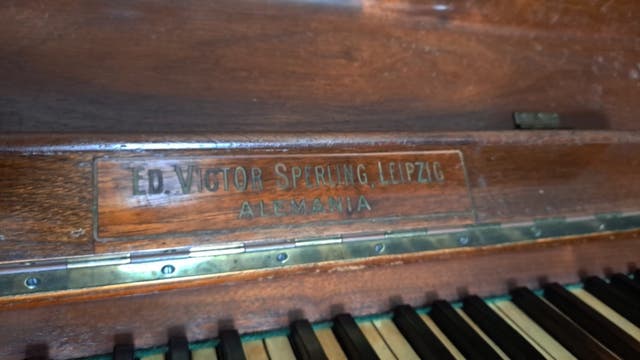 ED. VICTOR SPERLING, LEIPZIG
ALEMANIA